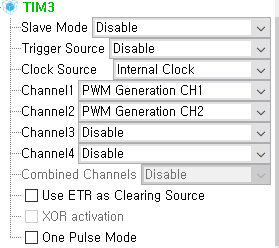 TIM3
Slave Mode Disable
Trigger Source Disable
Clock Source Internal Clock
Channel1 PWM Generation CH1
Channel2 PWM Generation CH2
Channel3 Disable
Channel4 Disable
Combined Channels Disable
Use ETR as Clearing Source
XOR activation
One Pulse Mode